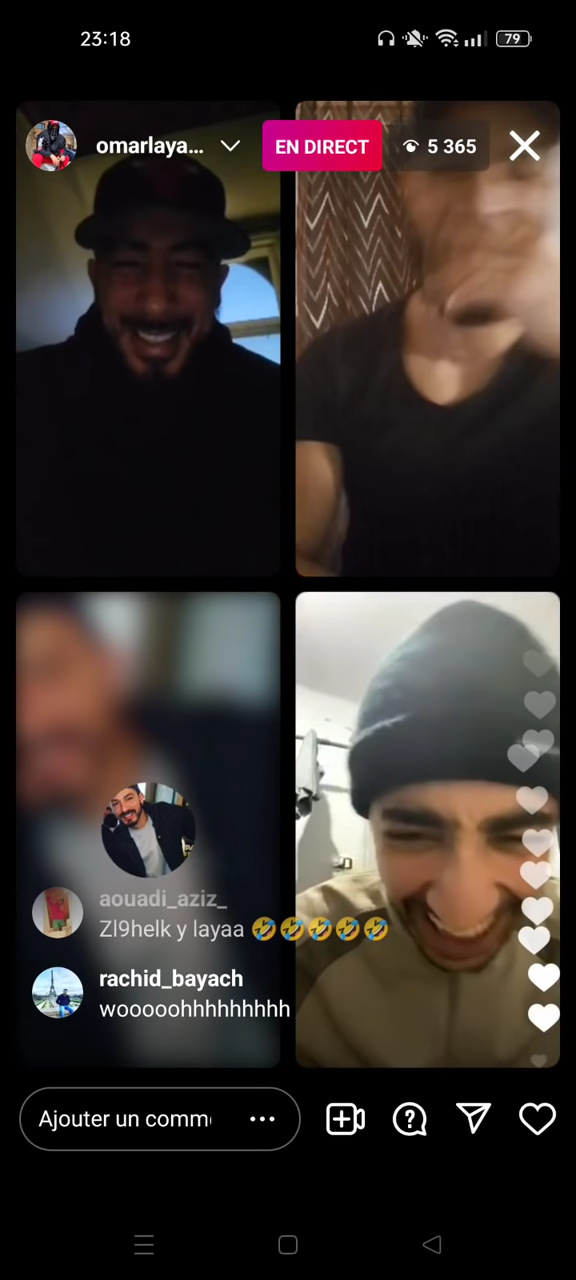 23:18
79
omarlaya...
EN DIRECT
5 365
aouadi_aziz_
Zl9helk y layaa 🤣🤣🤣🤣🤣
rachid_bayach
wooooohhhhhhhhh
Ajouter un comm